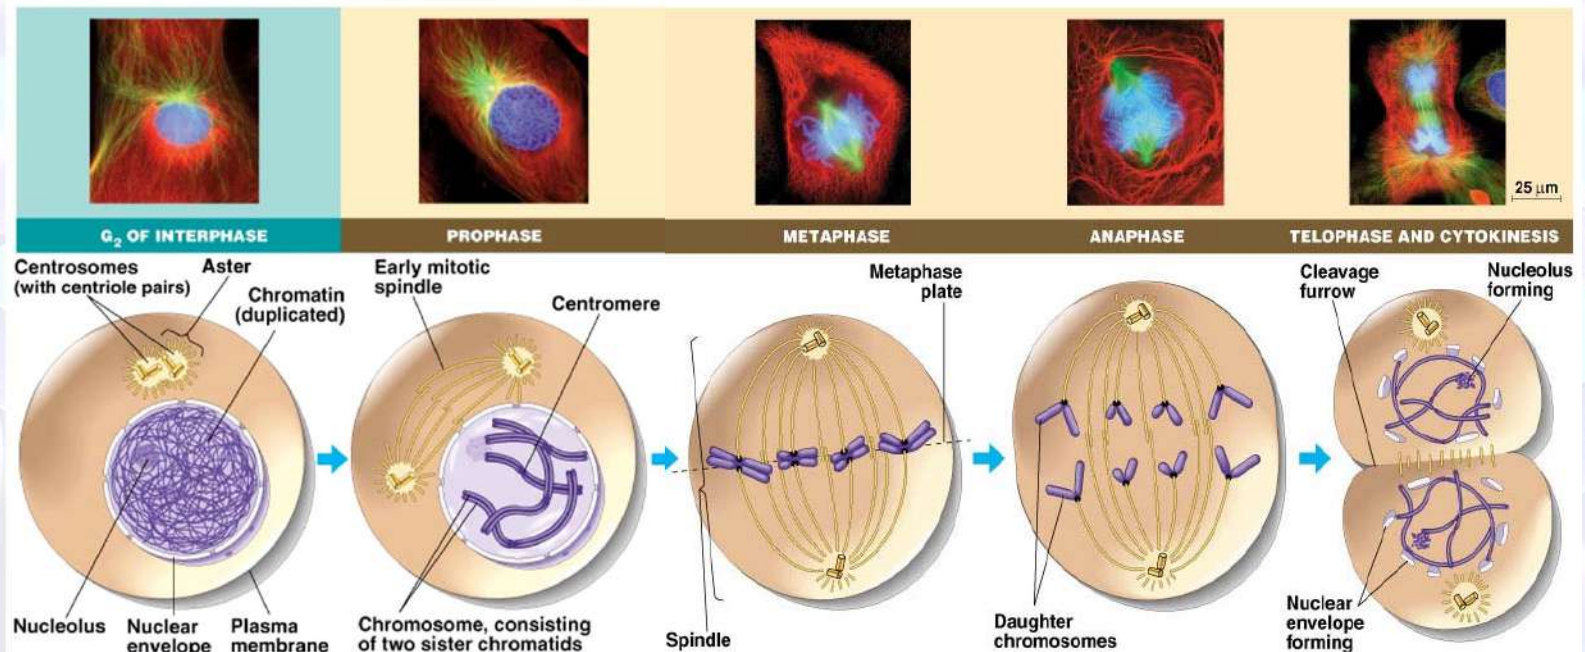 25 μm
G₂ OF INTERPHASE
PROPHASE
METAPHASE
ANAPHASE
TELOPHASE AND CYTOKINESIS
Centrosomes
(with centriole pairs)
Aster
Chromatin
(duplicated)
Nucleolus
Nuclear
envelope
Plasma
membrane
Early mitotic
spindle
Centromere
Chromosome, consisting
of two sister chromatids
Metaphase
plate
Spindle
Daughter
chromosomes
Cleavage
furrow
Nucleolus
forming
Nuclear
envelope
forming